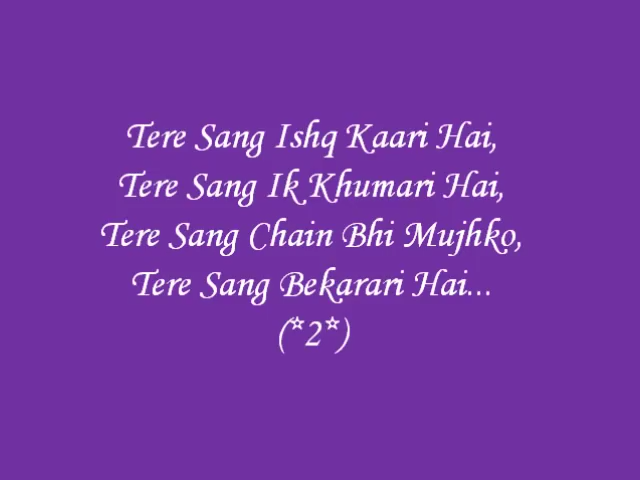 Tere Sang Ishq Kaari Hai,
Tere Sang Ik Khumari Hai,
Tere Sang Chain Bhi Mujhko,
Tere Sang Bekarari Hai...
(*2*)